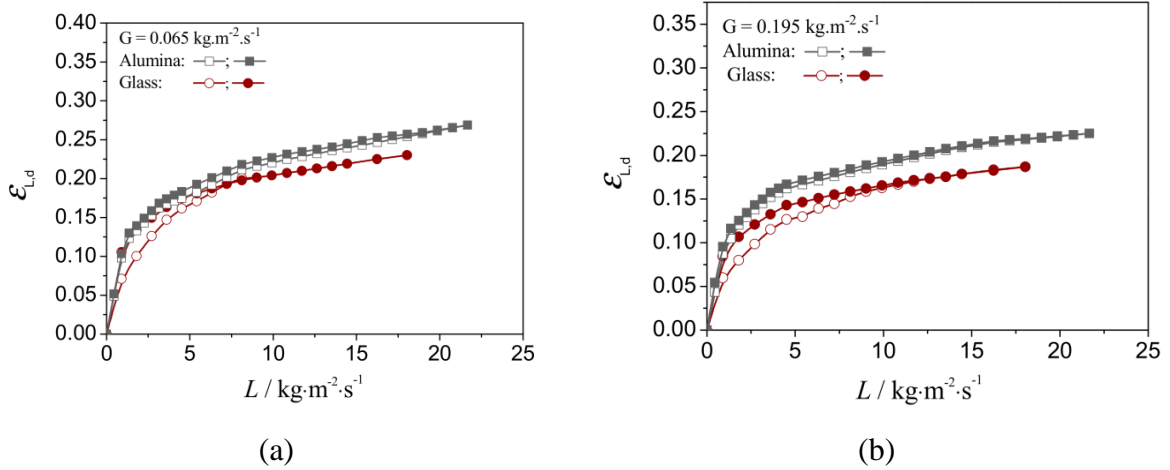 G = 0.065 kg.m-2.s-1
Alumina: ;
Glass: ;
0.40
0.35
0.30
0.25
0.20
0.15
0.10
0.05
0.00
εL,d
0 5 10 15 20 25
L / kg·m-2·s-1
(a)
G = 0.195 kg.m-2.s-1
Alumina: ;
Glass: ;
0.35
0.30
0.25
0.20
0.15
0.10
0.05
0.00
εL,d
0 5 10 15 20 25
L / kg·m-2·s-1
(b)